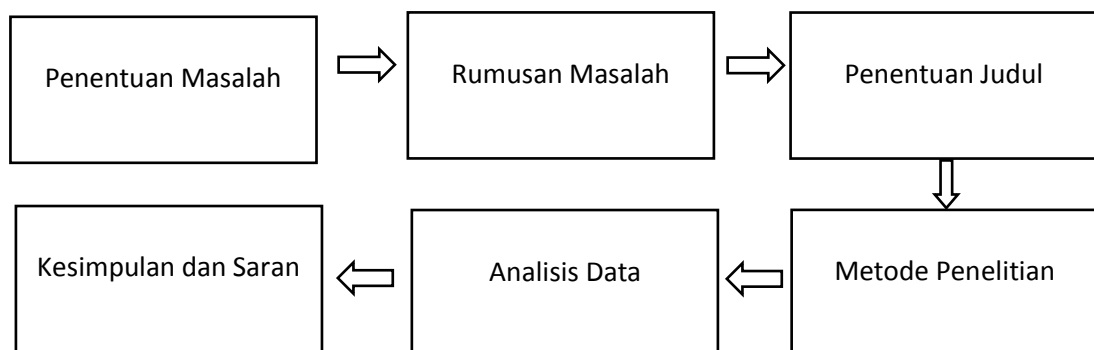 Penentuan Masalah
Rumusan Masalah
Penentuan Judul
Metode Penelitian
Analisis Data
Kesimpulan dan Saran